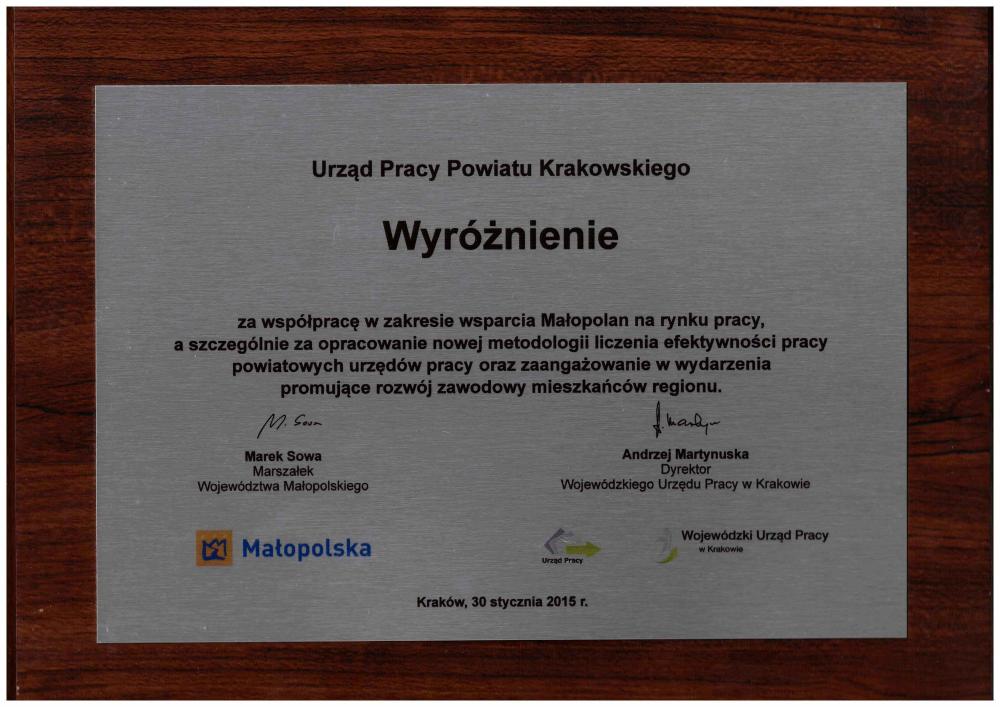 Urząd Pracy Powiatu Krakowskiego
Wyróżnienie
za współpracę w zakresie wsparcia Małopolan na rynku pracy,
a szczególnie za opracowanie nowej metodologii liczenia efektywności pracy
powiatowych urzędów pracy oraz zaangażowanie w wydarzenia
promujące rozwój zawodowy mieszkańców regionu.
M. Sowa
A. Martynu
Marek Sowa
Marszałek
Województwa Małopolskiego
Andrzej Martynuska
Dyrektor
Wojewódzkiego Urzędu Pracy w Krakowie
Małopolska
Urząd Pracy
Wojewódzki Urząd Pracy
w Krakowie
Kraków, 30 stycznia 2015 r.